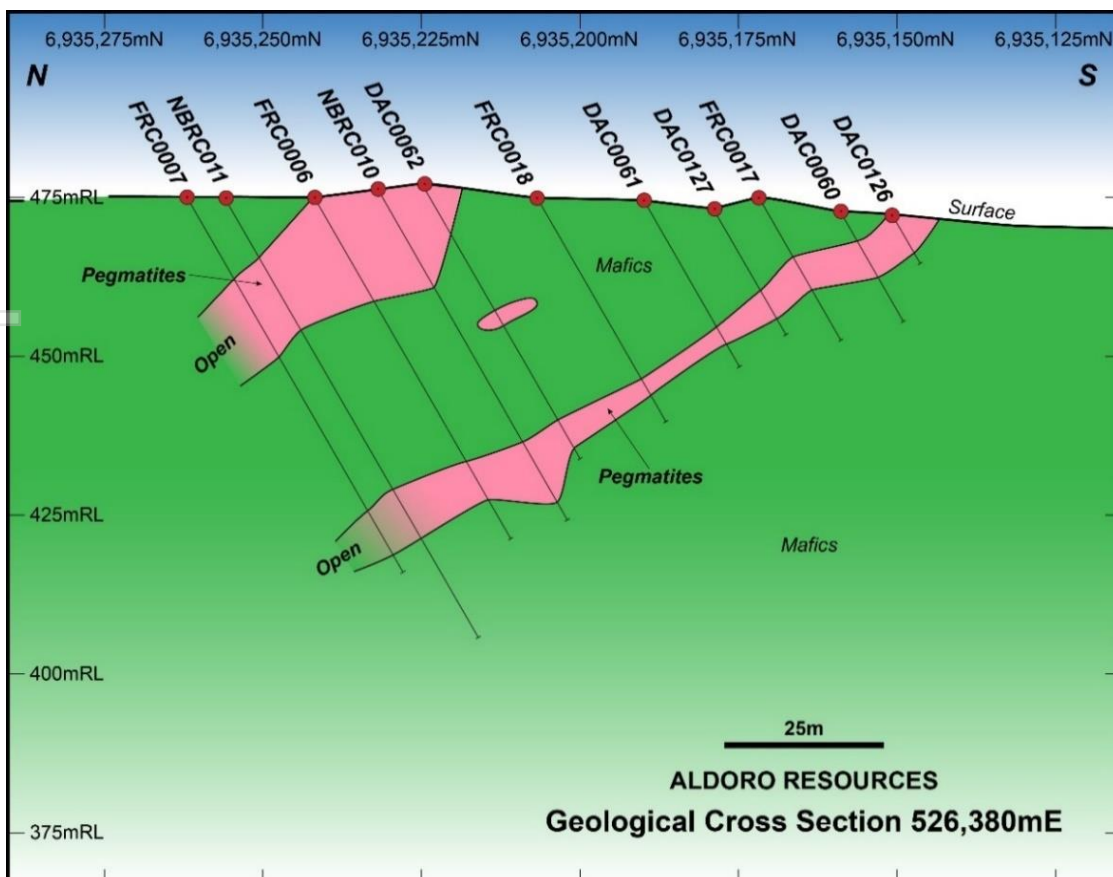 6,935,275mN
6,935,250mN
6,935,225mN
6,935,200mN
6,935,175mN
6,935,150mN
6,935,125mN
N
S
FRC0007
NBRC011
FRC0006
NBRC010
DAC0062
FRC0018
DAC0061
DAC0127
FRC0017
DAC0060
DAC0126
475mRL
Surface
Mafics
Pegmatites
Open
450mRL
Pegmatites
425mRL
Open
Mafics
400mRL
25m
ALDORO RESOURCES
Geological Cross Section 526,380mE
375mRL